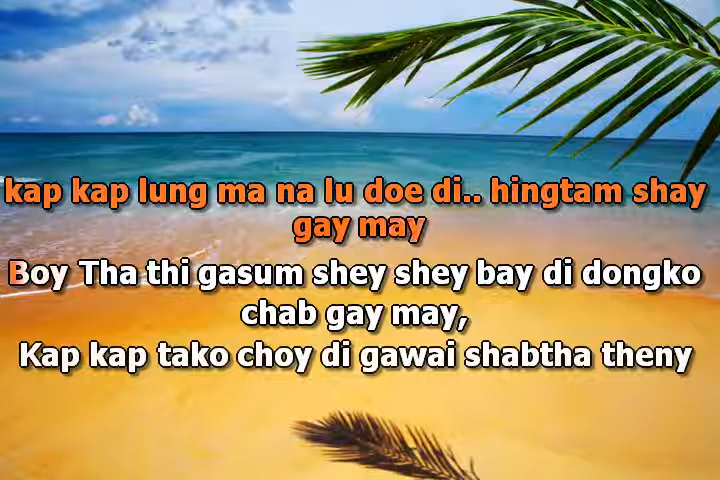 kap kap lung ma na lu doe di.. hingtam shay
gay may
Boy Tha thi gasum shey shey bay di dongko
chab gay may,
Kap kap tako choy di gawai shabtha theny